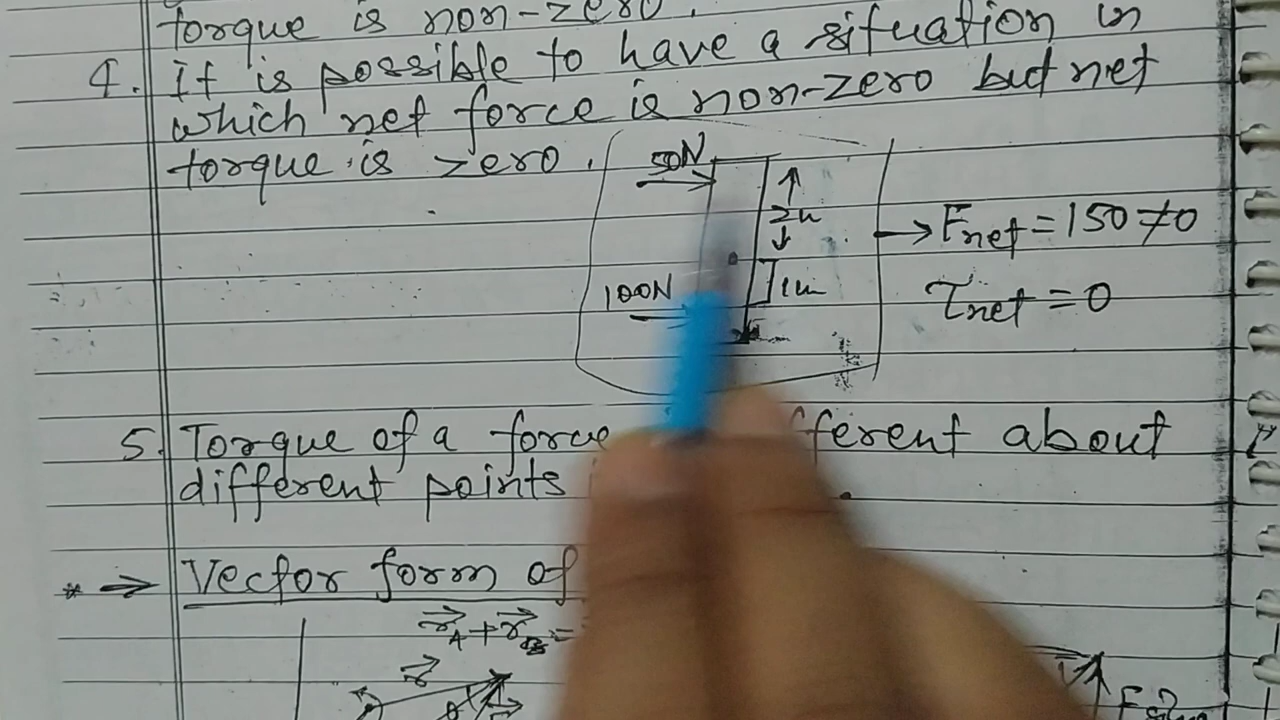 torque is non-zero.
4. It is possible to have a situation in
which net force is non-zero but net
torque is zero.
50N
2m
→ Fnet = 150 ≠ 0
100N
1m
τnet = 0
5. Torque of a force fferent about
different points
* ⇒ Vector form of
r⃗A + r⃗B =
r⃗
θ